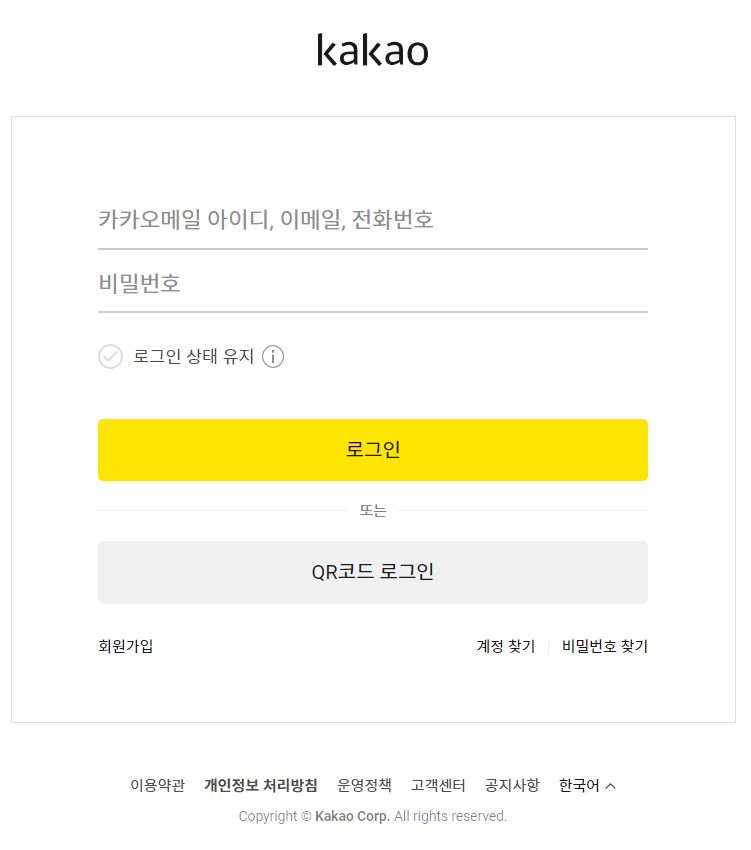 kakao
카카오메일 아이디, 이메일, 전화번호
비밀번호
로그인 상태 유지
로그인
또는
QR코드 로그인
회원가입 계정 찾기 비밀번호 찾기
이용약관 개인정보 처리방침 운영정책 고객센터 공지사항 한국어
Copyright © Kakao Corp. All rights reserved.